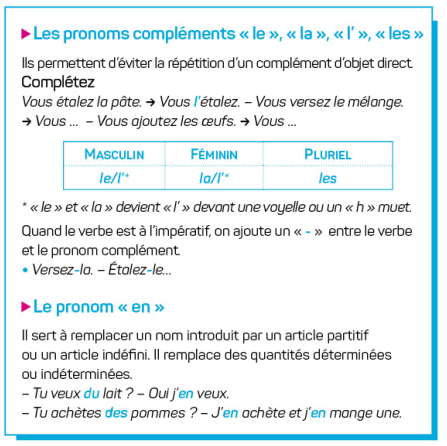 ▶ Les pronoms compléments « le », « la », « l' », « les »
Ils permettent d'éviter la répétition d'un complément d'objet direct.
Complétez
Vous étalez la pâte. → Vous l'étalez. – Vous versez le mélange.
→ Vous ... – Vous ajoutez les œufs. → Vous ...
MASCULIN FÉMININ PLURIEL
le/l'* la/l'* les
* « le » et « la » devient « l' » devant une voyelle ou un « h » muet.
Quand le verbe est à l'impératif, on ajoute un « - » entre le verbe
et le pronom complément.
• Versez-la. – Étalez-le...
▶ Le pronom « en »
Il sert à remplacer un nom introduit par un article partitif
ou un article indéfini. Il remplace des quantités déterminées
ou indéterminées.
– Tu veux du lait ? – Oui j'en veux.
– Tu achètes des pommes ? – J'en achète et j'en mange une.